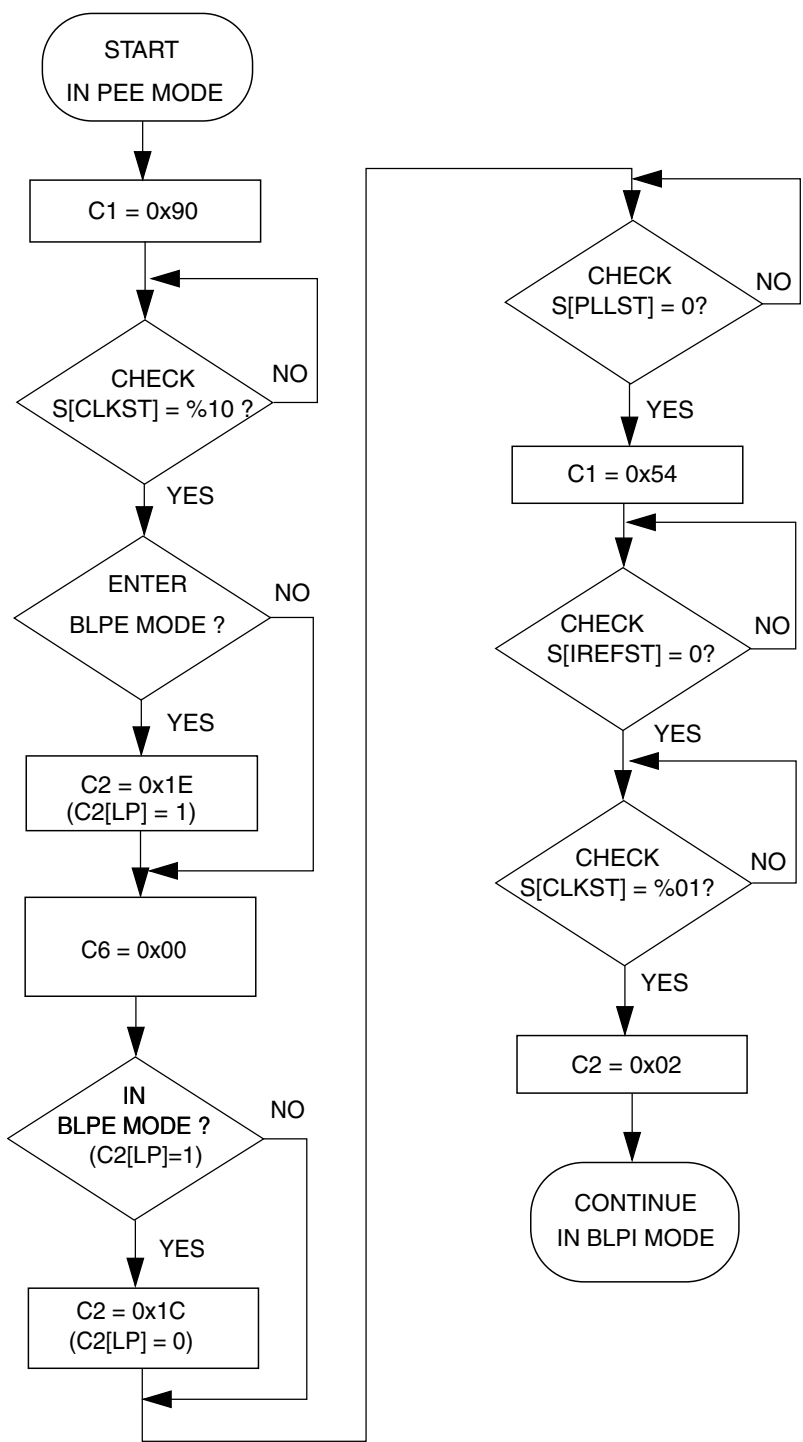 START
IN PEE MODE
C1 = 0x90
CHECK
S[CLKST] = %10 ?
NO
YES
ENTER
BLPE MODE ?
NO
YES
C2 = 0x1E
(C2[LP] = 1)
C6 = 0x00
IN
BLPE MODE ?
(C2[LP]=1)
NO
YES
C2 = 0x1C
(C2[LP] = 0)
CHECK
S[PLLST] = 0?
NO
YES
C1 = 0x54
CHECK
S[IREFST] = 0?
NO
YES
CHECK
S[CLKST] = %01?
NO
YES
C2 = 0x02
CONTINUE
IN BLPI MODE